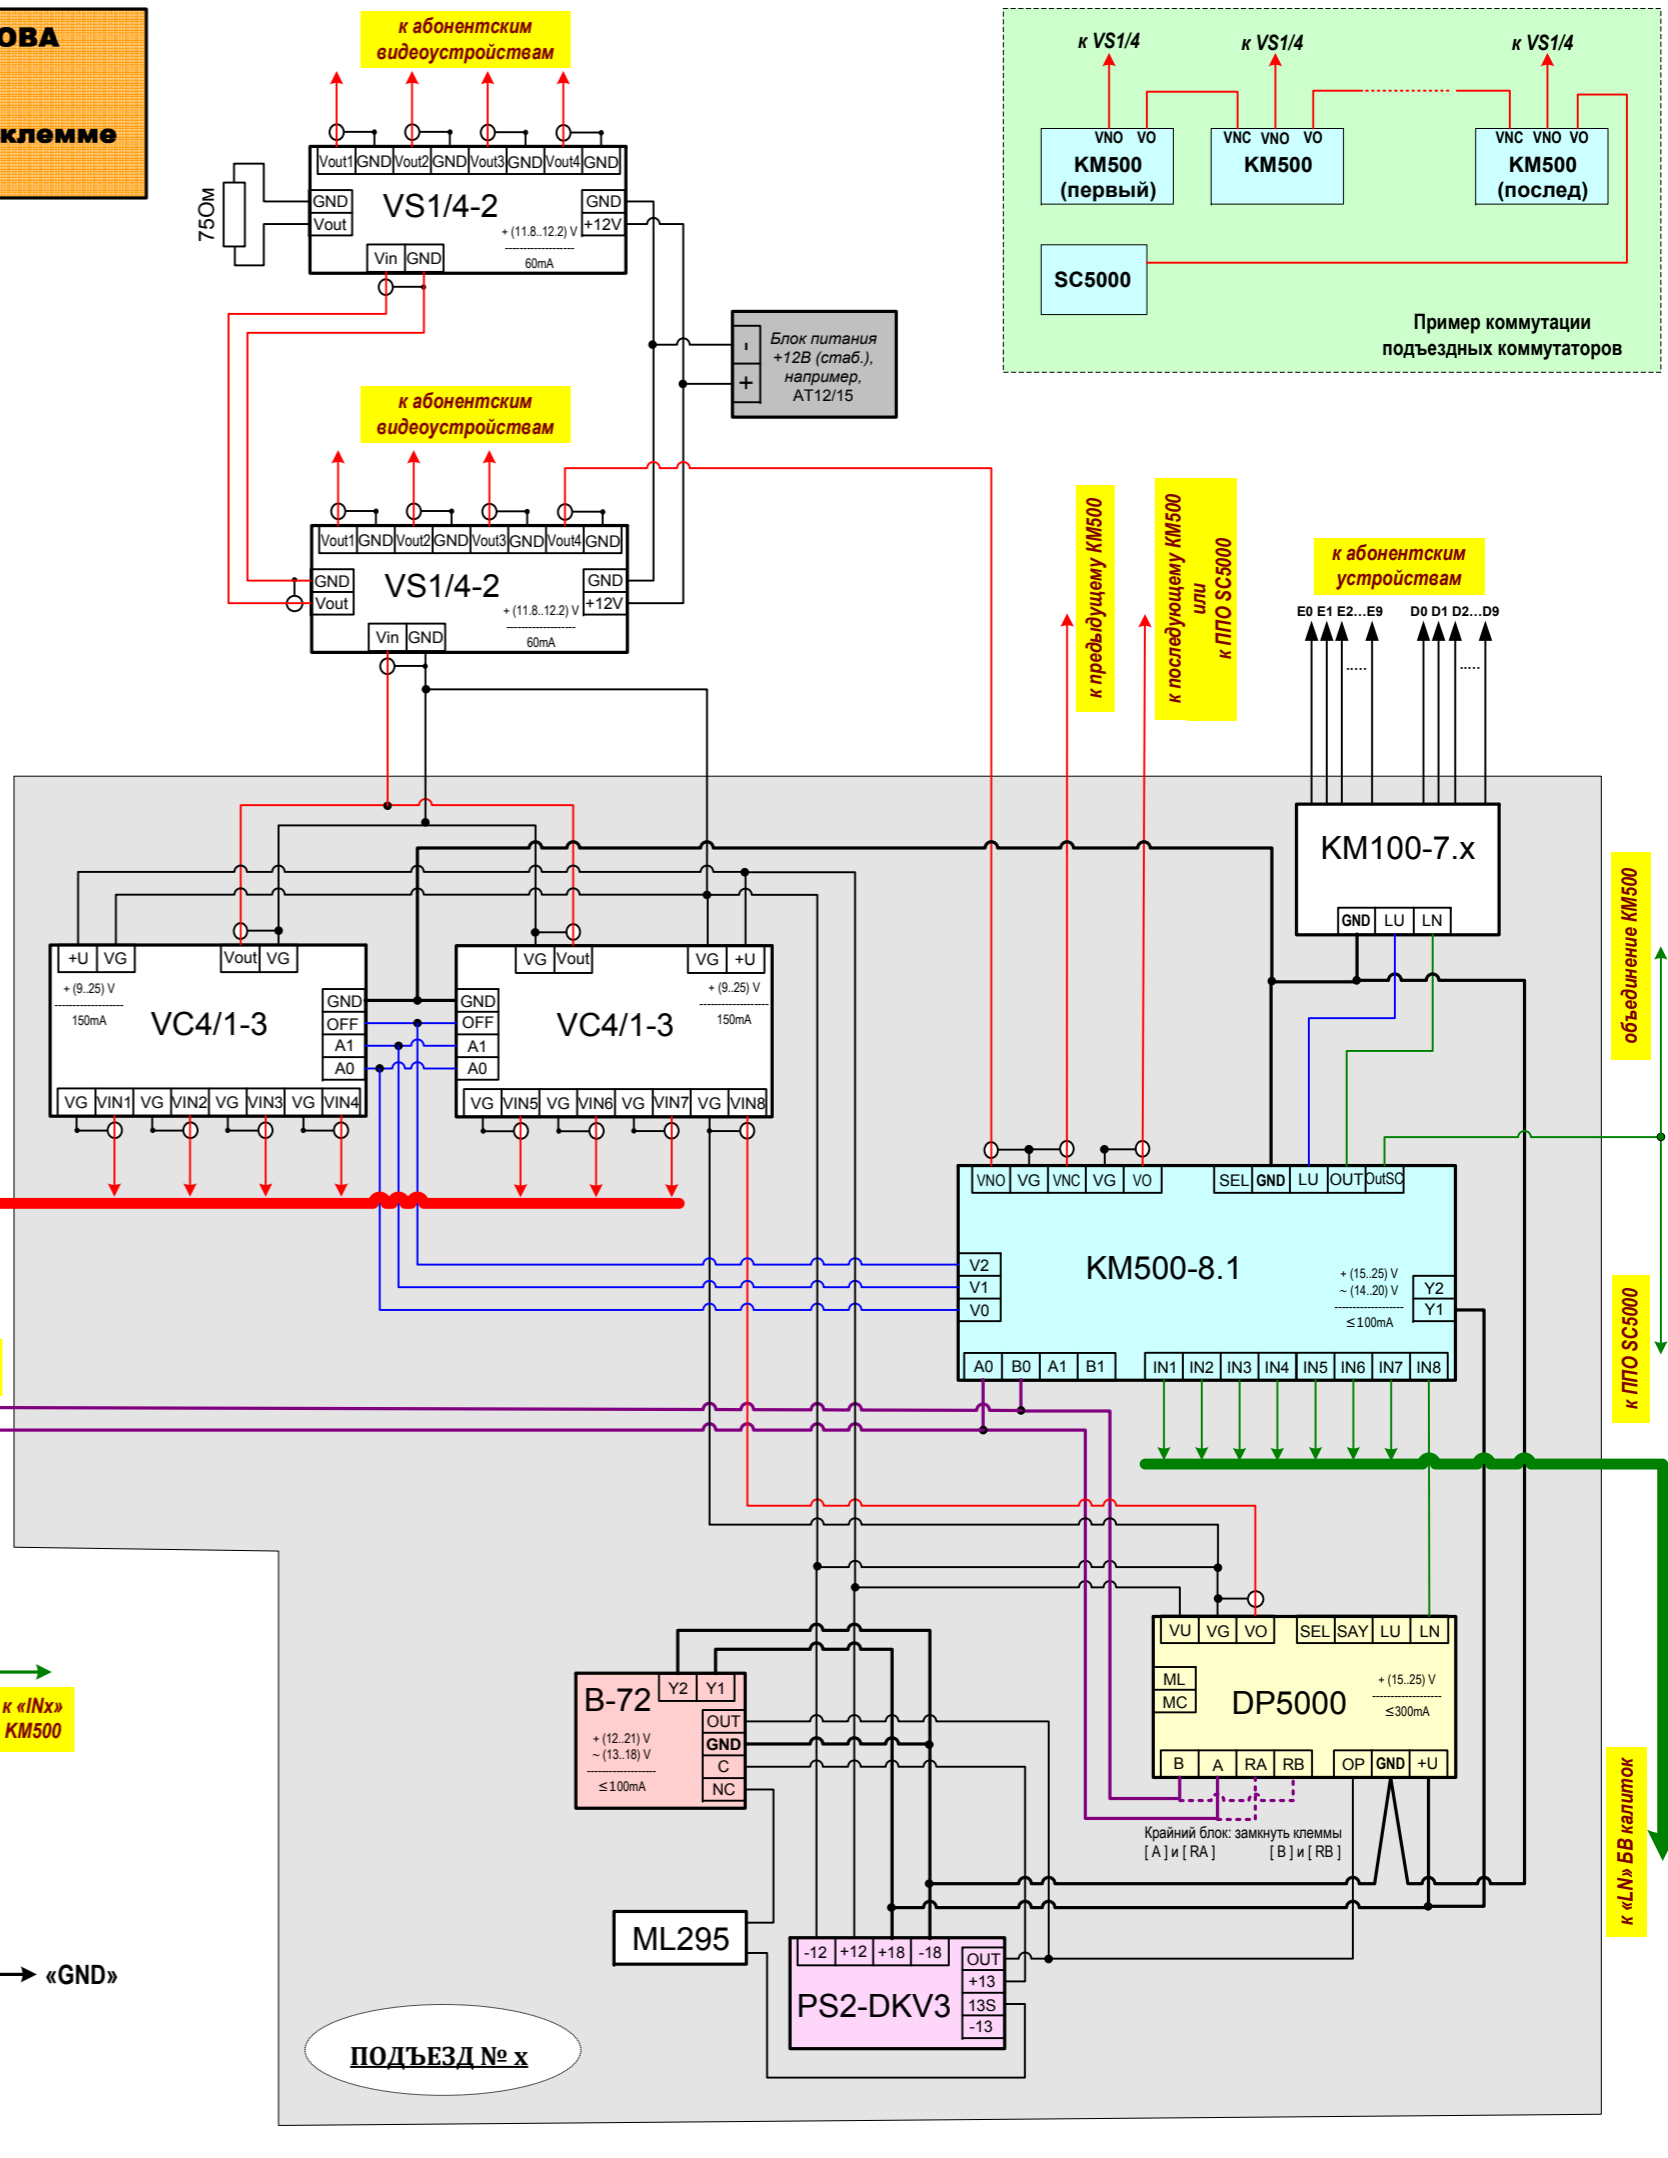 ОВА
клемме
к абонентским
видеоустройствам
Vout1 GND Vout2 GND Vout3 GND Vout4 GND
75Ом
GND
Vout
VS1/4-2
GND
+12V
+ (11.8..12.2) V
60mA
Vin GND
Блок питания
+12В (стаб.),
например,
АТ12/15
-
+
к VS1/4
к VS1/4
к VS1/4
VNO VO
VNC VNO VO
VNC VNO VO
КМ500
(первый)
КМ500
КМ500
(послед)
SC5000
Пример коммутации
подъездных коммутаторов
к абонентским
видеоустройствам
Vout1 GND Vout2 GND Vout3 GND Vout4 GND
GND
Vout
VS1/4-2
GND
+12V
+ (11.8..12.2) V
60mA
Vin GND
к предыдущему КМ500
к последующему КМ500
или
к ППО SC5000
к абонентским
устройствам
E0 E1 E2...E9 D0 D1 D2...D9
..... .....
KM100-7.x
GND LU LN
объединение КМ500
+U VG Vout VG
+ (9..25) V
150mA
VC4/1-3
GND
OFF
A1
A0
VG VIN1 VG VIN2 VG VIN3 VG VIN4
VG Vout VG +U
GND
OFF
A1
A0
VC4/1-3
+ (9..25) V
150mA
VG VIN5 VG VIN6 VG VIN7 VG VIN8
VNO VG VNC VG VO SEL GND LU OUT OutSC
V2
V1
V0
KM500-8.1
+ (15..25) V
~ (14..20) V
≤100mA
Y2
Y1
A0 B0 A1 B1 IN1 IN2 IN3 IN4 IN5 IN6 IN7 IN8
к ППО SC5000
VU VG VO SEL SAY LU LN
ML
MC
DP5000
+ (15..25) V
≤300mA
B A RA RB OP GND +U
Крайний блок: замкнуть клеммы
[ A ] и [ RA ] [ B ] и [ RB ]
к «LN» БВ калиток
к «INx»
КМ500
B-72
Y2 Y1
+ (12..21) V
~ (13..18) V
≤100mA
OUT
GND
C
NC
ML295
-12 +12 +18 -18
OUT
+13
13S
-13
PS2-DKV3
«GND»
ПОДЪЕЗД № х